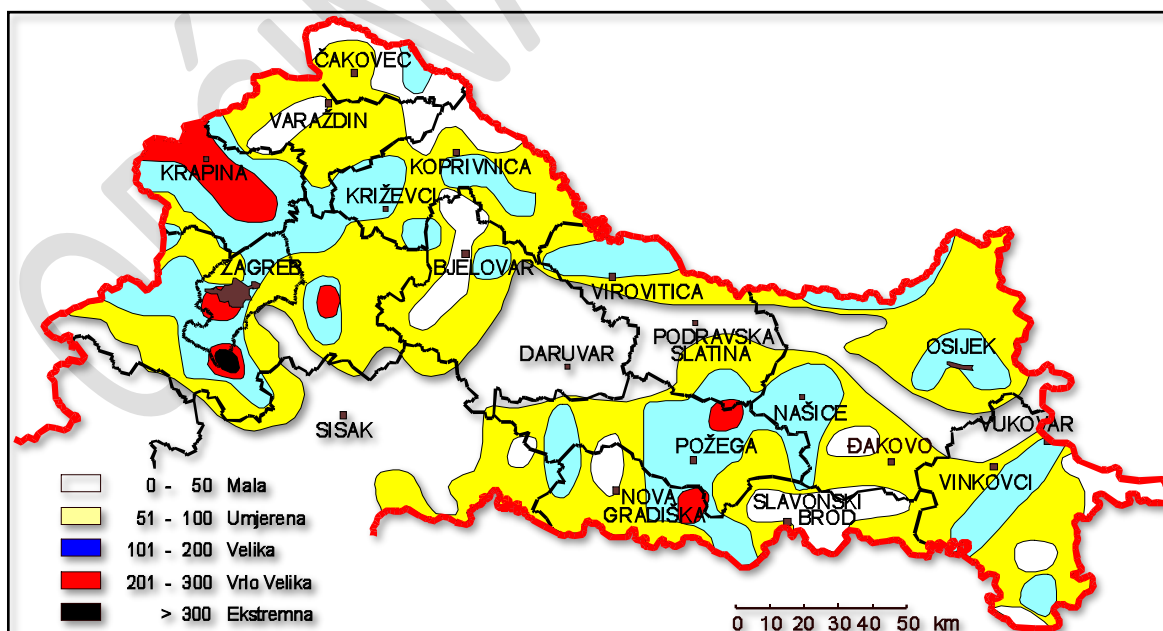 ČAKOVEC
VARAŽDIN
KRAPINA
KOPRIVNICA
KRIŽEVCI
ZAGREB
BJELOVAR
VIROVITICA
PODRAVSKA
SLATINA
DARUVAR
OSIJEK
NAŠICE
SISAK
POŽEGA
ĐAKOVO
VUKOVAR
VINKOVCI
NOVA
GRADIŠKA
SLAVONSKI
BROD
0 - 50 Mala
51 - 100 Umjerena
101 - 200 Velika
201 - 300 Vrlo Velika
> 300 Ekstremna
0 10 20 30 40 50 km